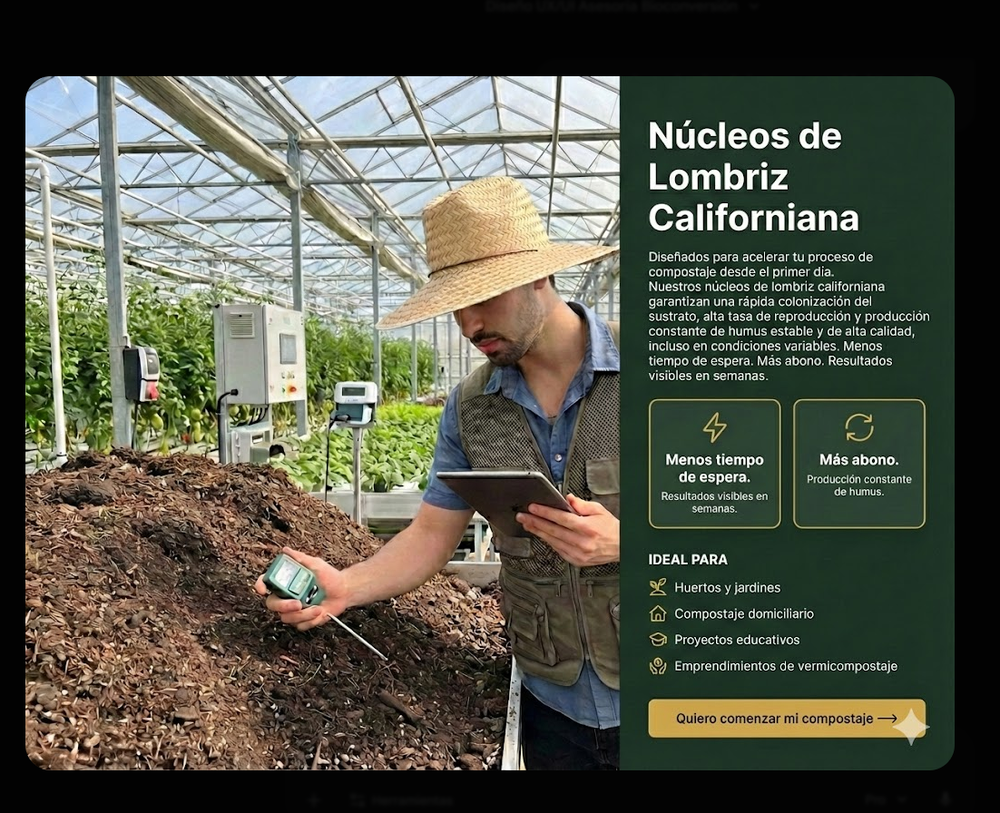 Núcleos de
Lombriz
Californiana
Diseñados para acelerar tu proceso de
compostaje desde el primer día.
Nuestros núcleos de lombriz californiana
garantizan una rápida colonización del
sustrato, alta tasa de reproducción y producción
constante de humus estable y de alta calidad,
incluso en condiciones variables. Menos
tiempo de espera. Más abono. Resultados
visibles en semanas.
Menos tiempo
de espera.
Resultados visibles en
semanas.
Más abono.
Producción constante
de humus.
IDEAL PARA
Huertos y jardines
Compostaje domiciliario
Proyectos educativos
Emprendimientos de vermicompostaje
Quiero comenzar mi compostaje →